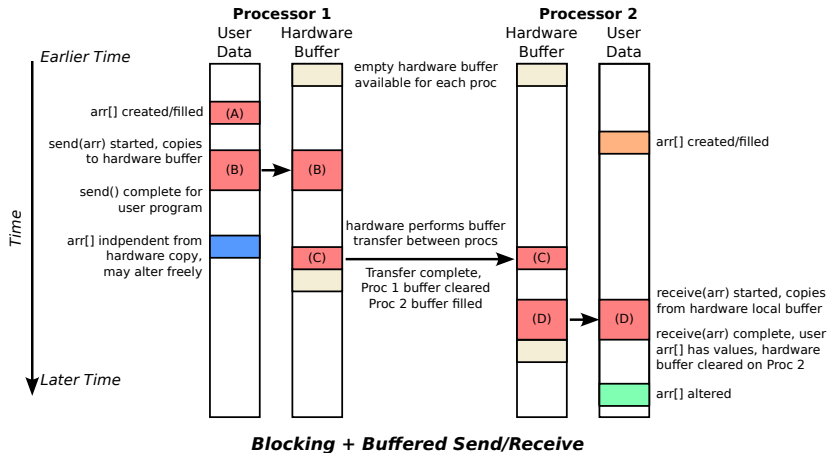 Processor 1
Processor 2
User
Data
Hardware
Buffer
Hardware
Buffer
User
Data
Earlier Time
empty hardware buffer
available for each proc
arr[] created/filled
(A)
arr[] created/filled
send(arr) started, copies
to hardware buffer
(B)
(B)
send() complete for
user program
Time
arr[] indpendent from
hardware copy,
may alter freely
hardware performs buffer
transfer between procs
(C)
(C)
Transfer complete,
Proc 1 buffer cleared
Proc 2 buffer filled
(D)
(D)
receive(arr) started, copies
from hardware local buffer
receive(arr) complete, user
arr[] has values, hardware
buffer cleared on Proc 2
Later Time
arr[] altered
Blocking + Buffered Send/Receive